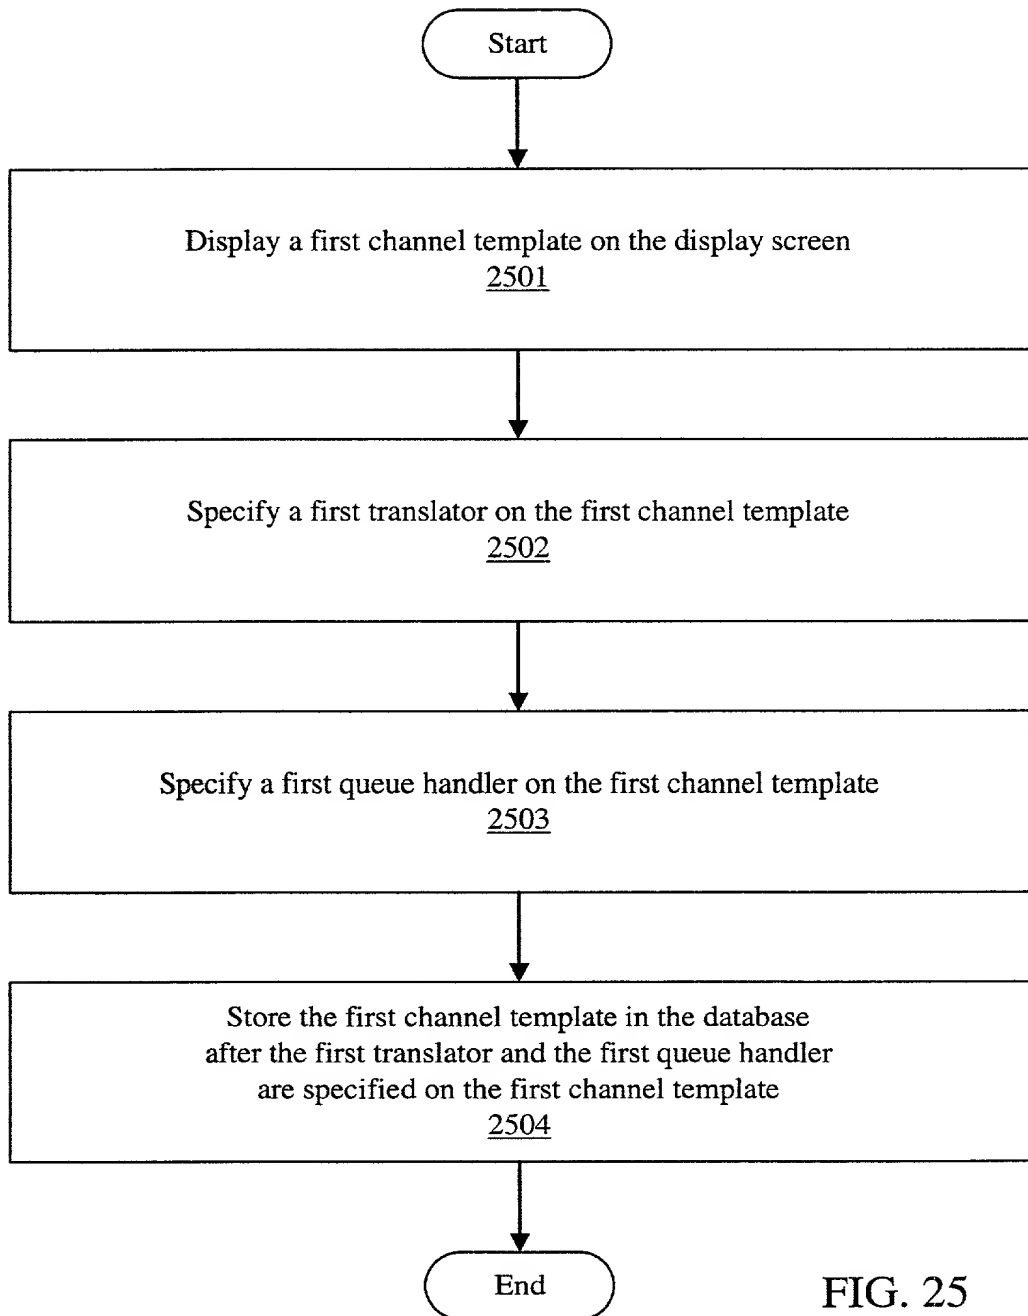 Start
Display a first channel template on the display screen
2501
Specify a first translator on the first channel template
2502
Specify a first queue handler on the first channel template
2503
Store the first channel template in the database
after the first translator and the first queue handler
are specified on the first channel template
2504
End
FIG. 25